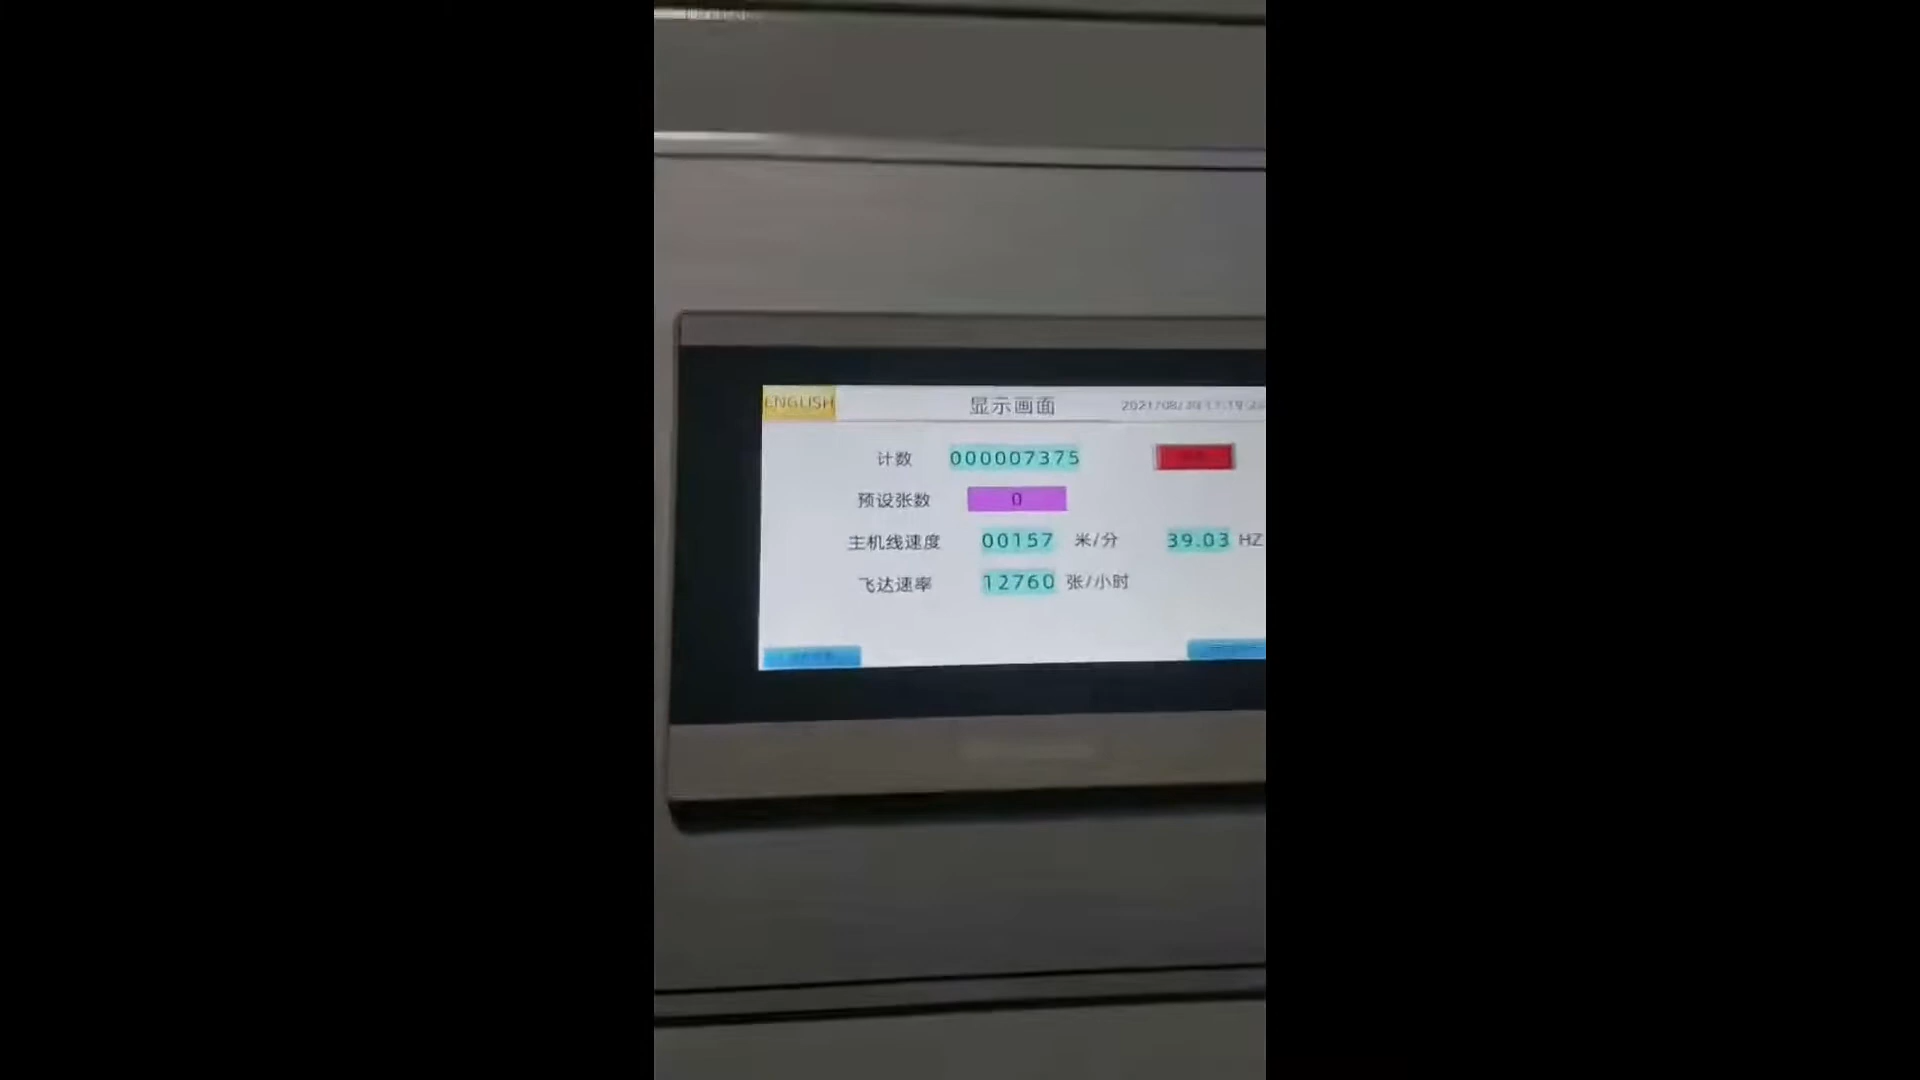 ENGLISH 显示画面
计数 000007375
预设张数 0
主机线速度 00157 米/分 39.03 HZ
飞达速率 12760 张/小时